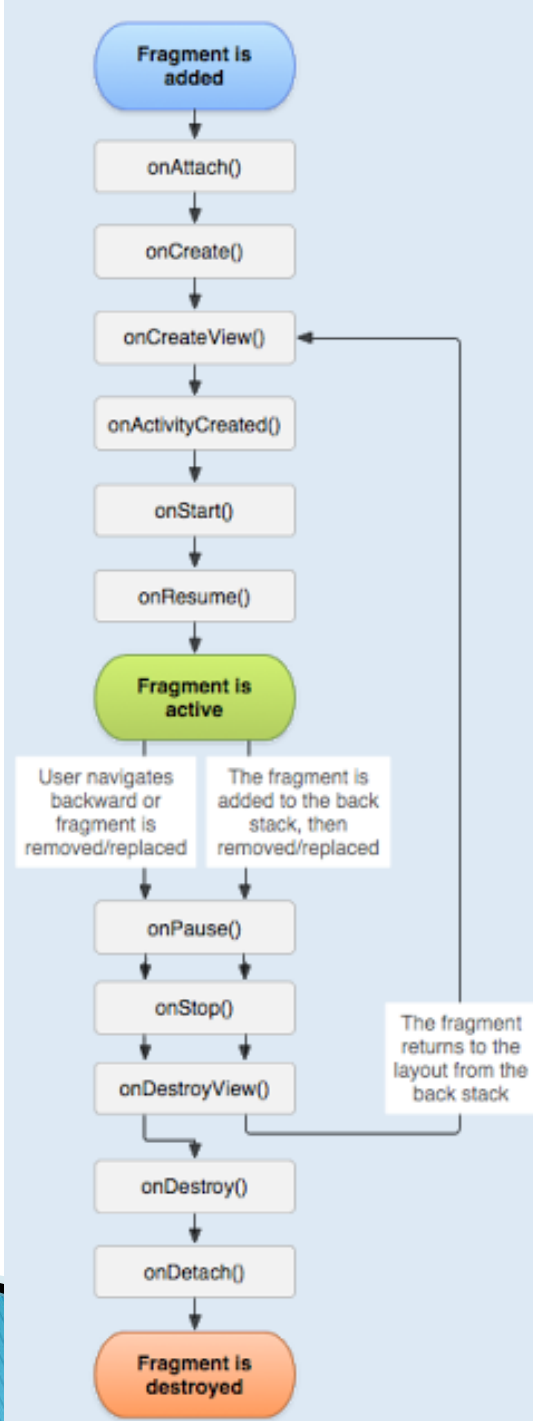 Fragment is
added
onAttach()
onCreate()
onCreateView()
onActivityCreated()
onStart()
onResume()
Fragment is
active
User navigates
backward or
fragment is
removed/replaced
The fragment is
added to the back
stack, then
removed/replaced
onPause()
onStop()
The fragment
returns to the
layout from the
back stack
onDestroyView()
onDestroy()
onDetach()
Fragment is
destroyed